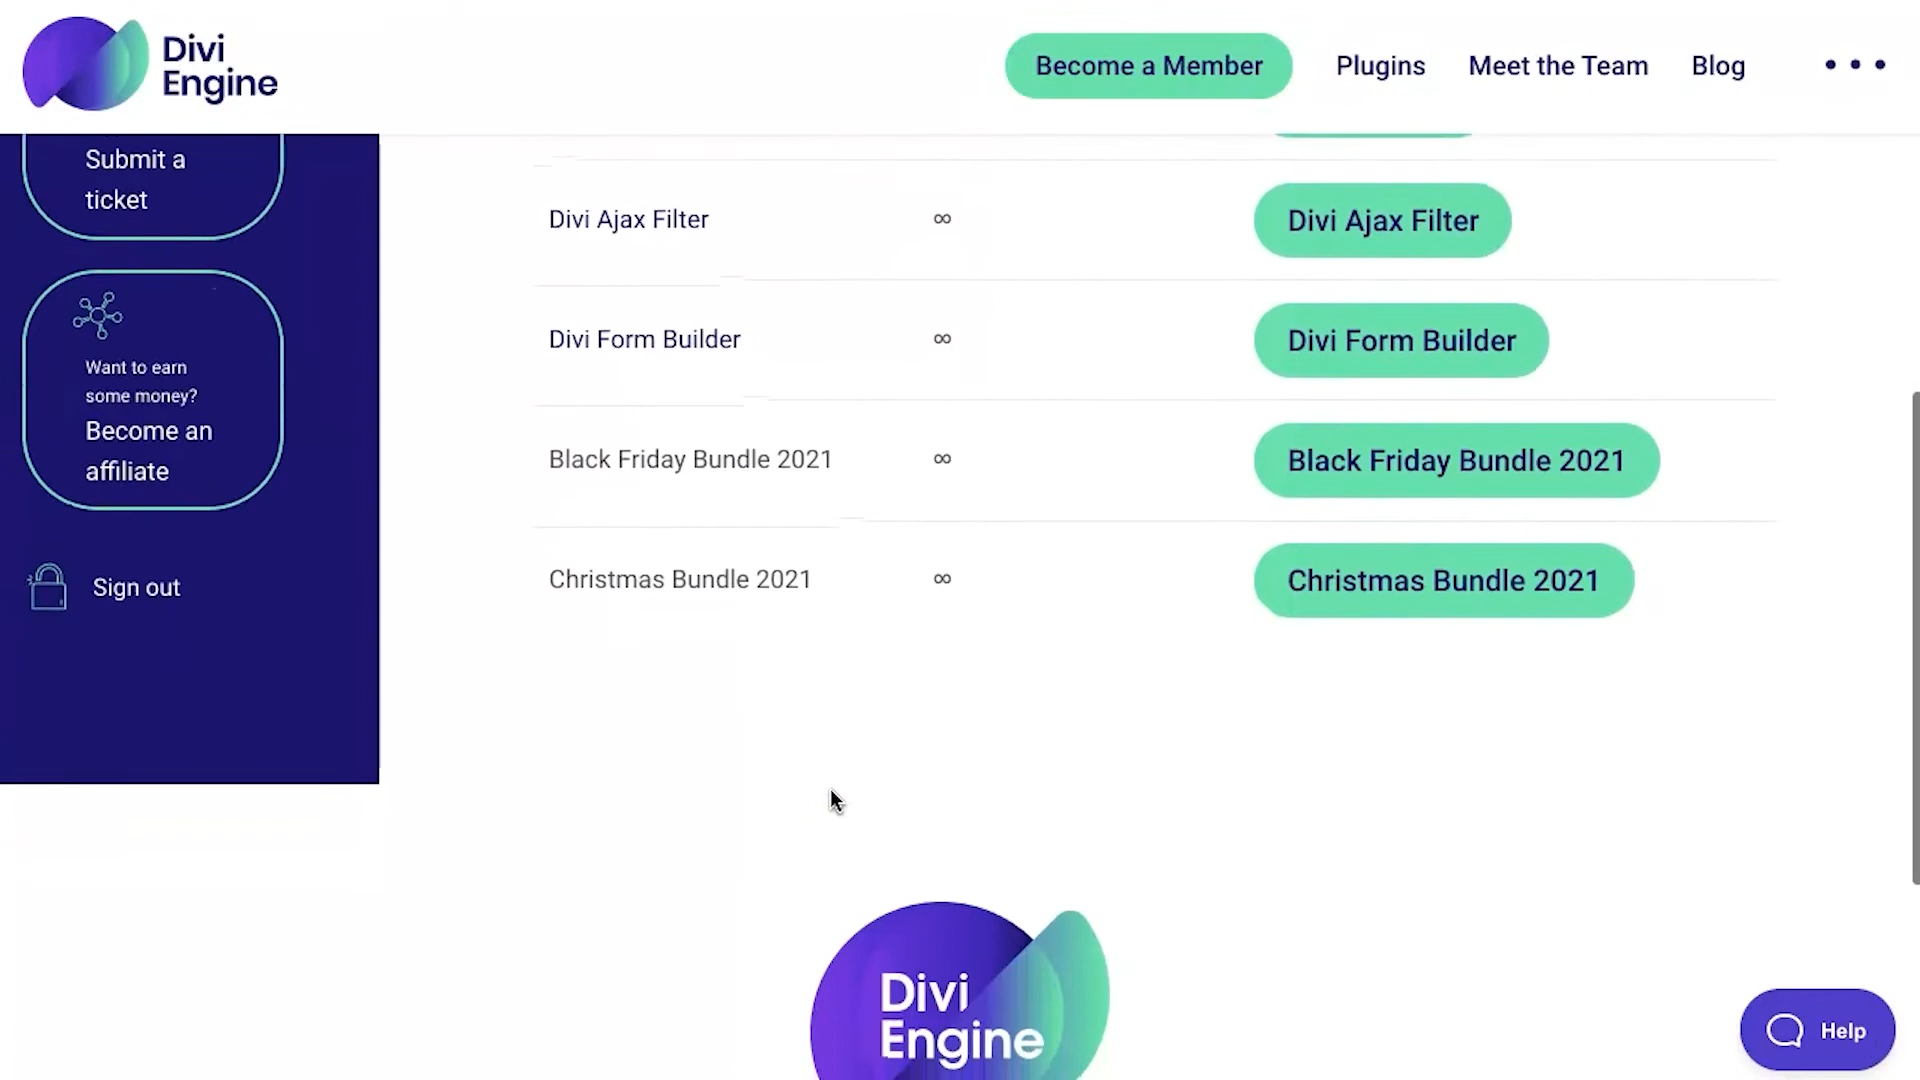 Divi
Engine
Become a Member
Plugins
Meet the Team
Blog
Submit a
ticket
Want to earn
some money?
Become an
affiliate
Sign out
Divi Ajax Filter ∞ Divi Ajax Filter
Divi Form Builder ∞ Divi Form Builder
Black Friday Bundle 2021 ∞ Black Friday Bundle 2021
Christmas Bundle 2021 ∞ Christmas Bundle 2021
Divi
Engine
Help